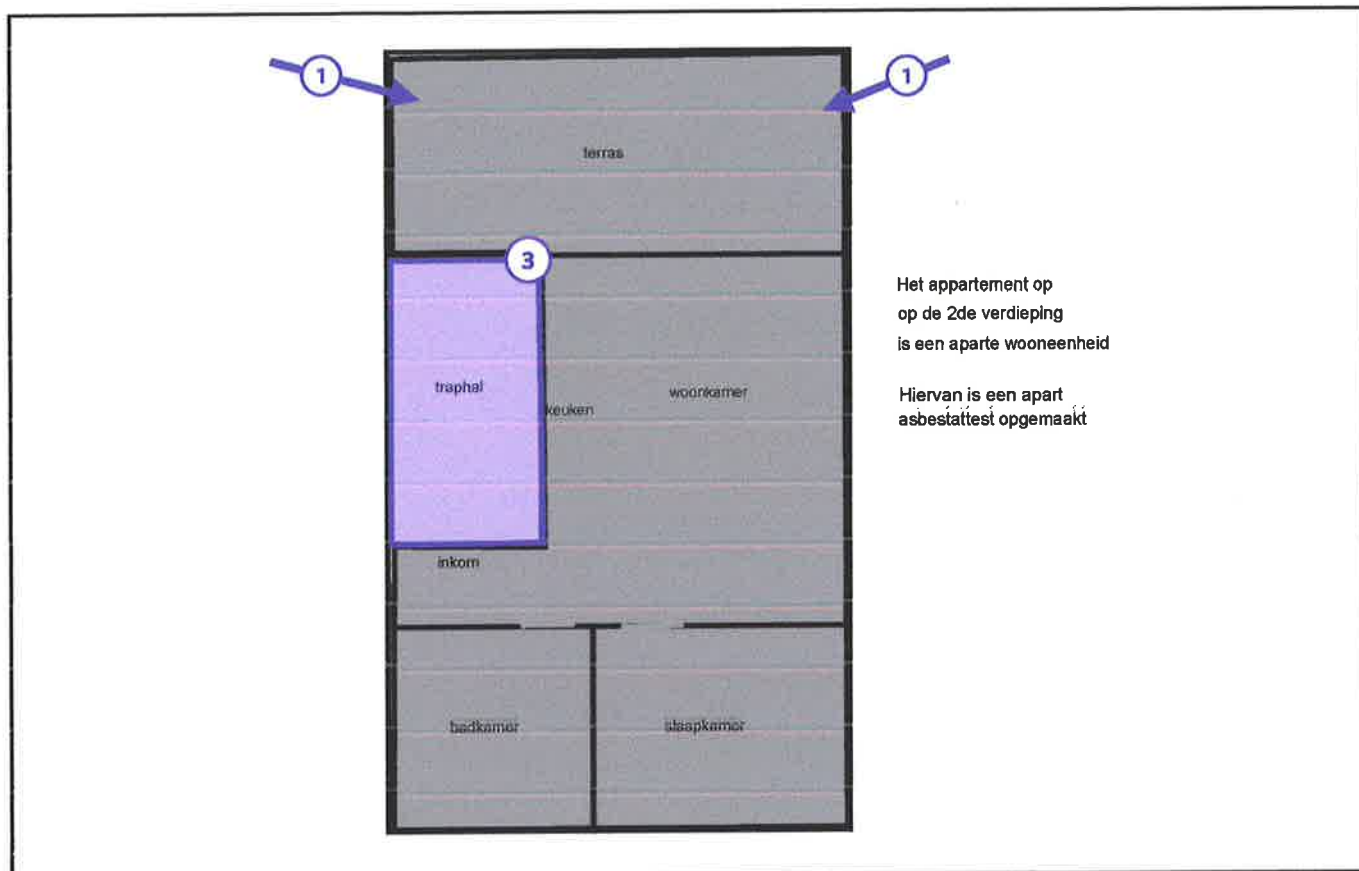 1
1
terras
3
Het appartement op
op de 2de verdieping
is een aparte wooneenheid
traphal
keuken
woonkamer
Hiervan is een apart
asbestattest opgemaakt
inkom
badkamer
slaapkamer